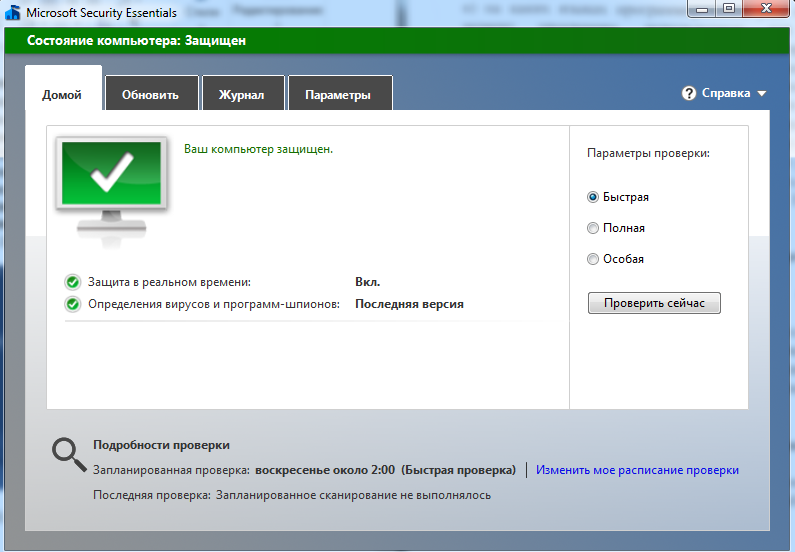 Microsoft Security Essentials
Состояние компьютера: Защищен
Домой
Обновить
Журнал
Параметры
Справка
Ваш компьютер защищен.
Защита в реальном времени: Вкл.
Определения вирусов и программ-шпионов: Последняя версия
Параметры проверки:
Быстрая
Полная
Особая
Проверить сейчас
Подробности проверки
Запланированная проверка: воскресенье около 2:00 (Быстрая проверка) Изменить мое расписание проверки
Последняя проверка: Запланированное сканирование не выполнялось